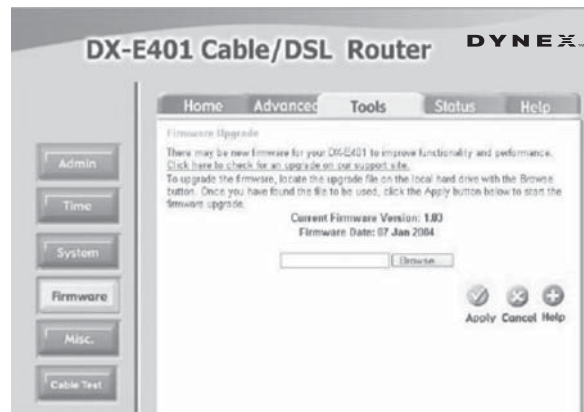 DX-E401 Cable/DSL Router
DYNEX
Home Advanced Tools Status Help
Firmware Upgrade
There may be new firmware for your DX-E401 to improve functionality and performance.
Click here to check for an upgrade on our support site.
To upgrade the firmware, locate the upgrade file on the local hard drive with the Browse
button. Once you have found the file to be used, click the Apply button below to start the
firmware upgrade.
Current Firmware Version: 1.03
Firmware Date: 07 Jan 2004
Browse...
Apply Cancel Help
Admin
Time
System
Firmware
Misc.
Cable Test